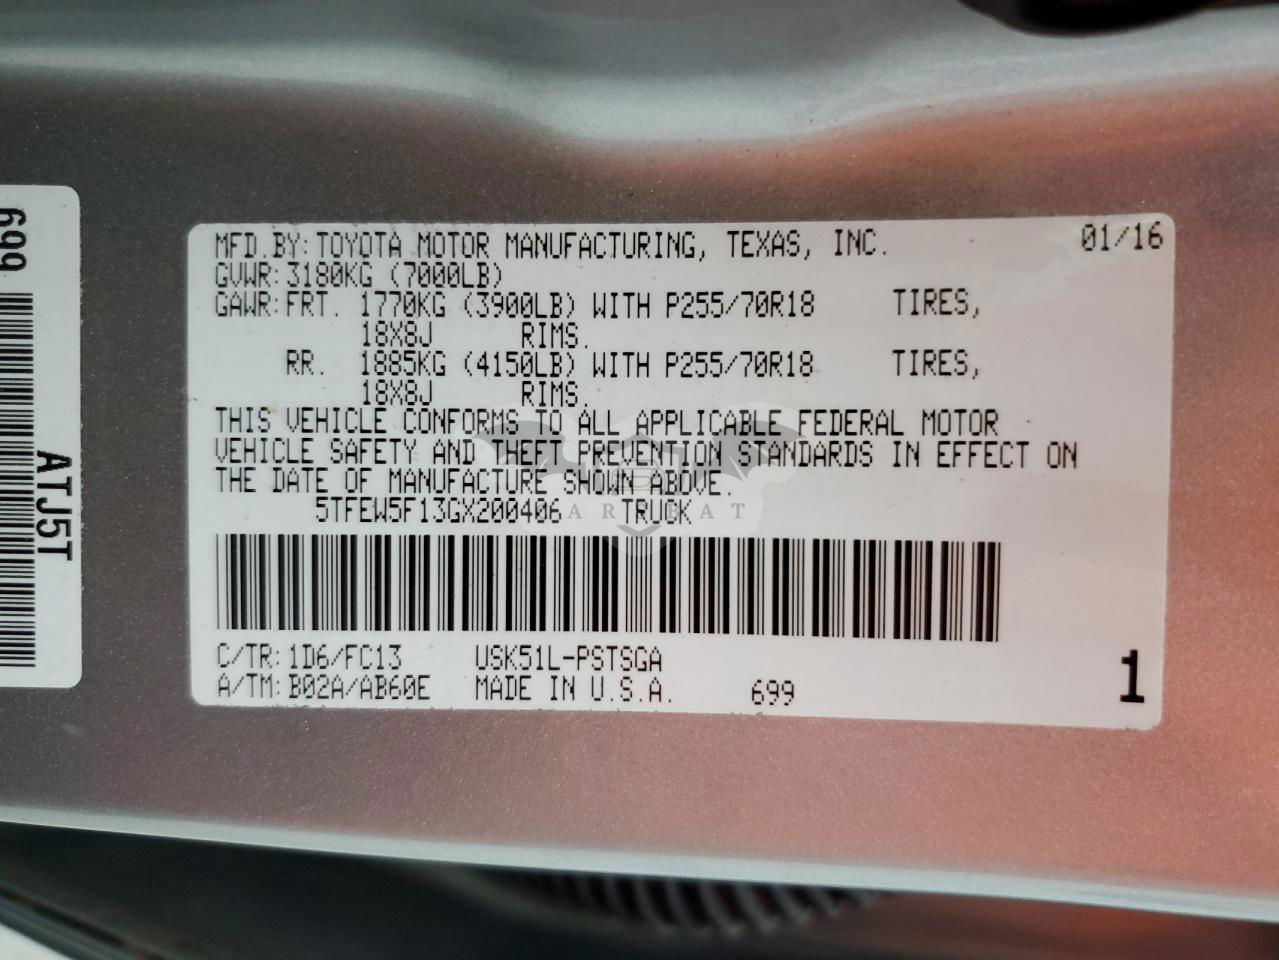 MFD.BY:TOYOTA MOTOR MANUFACTURING, TEXAS, INC. 01/16
GVWR:3180KG (7000LB)
GAWR:FRT. 1770KG (3900LB) WITH P255/70R18 TIRES,
18X8J RIMS.
RR. 1885KG (4150LB) WITH P255/70R18 TIRES,
18X8J RIMS.
THIS VEHICLE CONFORMS TO ALL APPLICABLE FEDERAL MOTOR
VEHICLE SAFETY AND THEFT PREVENTION STANDARDS IN EFFECT ON
THE DATE OF MANUFACTURE SHOWN ABOVE.
5TFEW5F13GX200406 TRUCK
C/TR:1D6/FC13 USK51L-PSTSGA
A/TM:B02A/AB60E MADE IN U.S.A. 699
1
699
ATJ5T